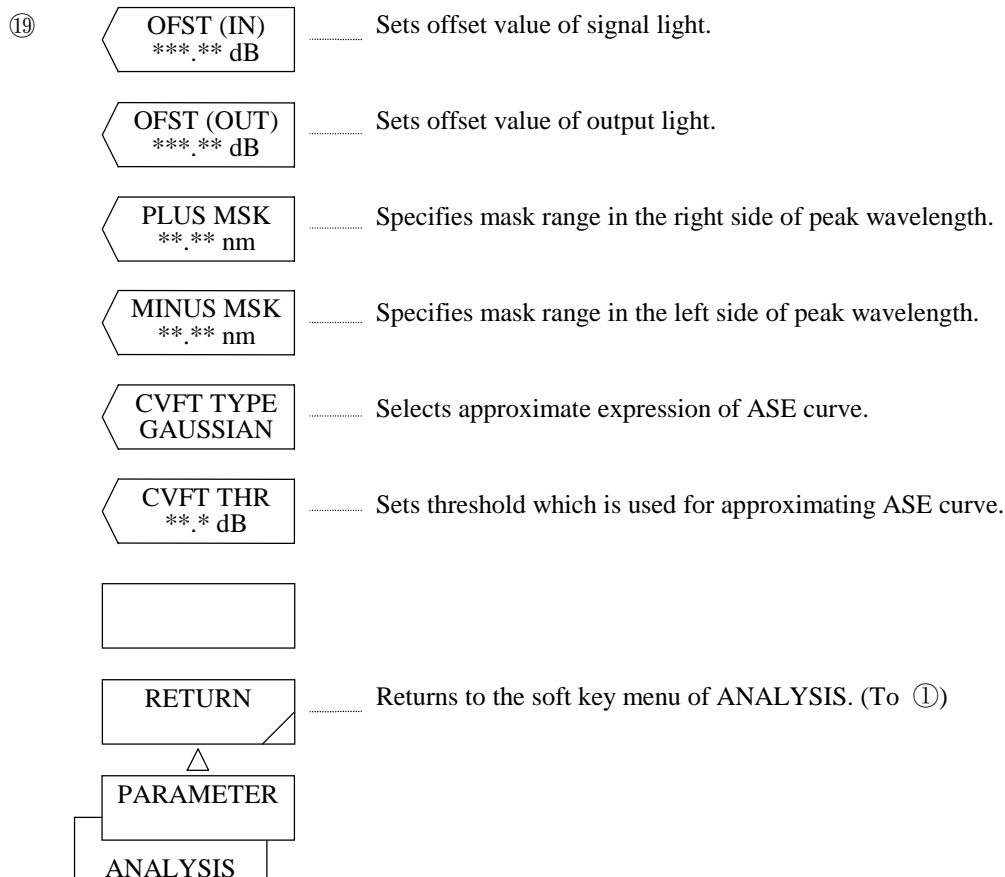 ⑲
OFST (IN)
***.** dB
Sets offset value of signal light.
OFST (OUT)
***.** dB
Sets offset value of output light.
PLUS MSK
**.** nm
Specifies mask range in the right side of peak wavelength.
MINUS MSK
**.** nm
Specifies mask range in the left side of peak wavelength.
CVFT TYPE
GAUSSIAN
Selects approximate expression of ASE curve.
CVFT THR
**.* dB
Sets threshold which is used for approximating ASE curve.
RETURN
Returns to the soft key menu of ANALYSIS. (To ①)
PARAMETER
ANALYSIS